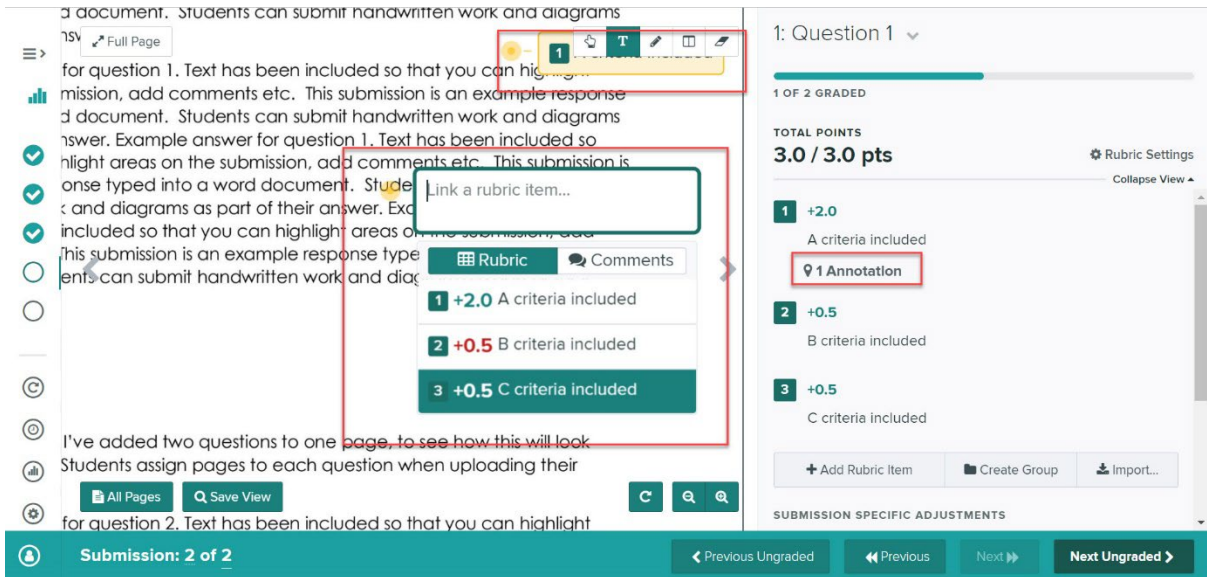 a document. Students can submit handwritten work and diagrams
Full Page
1
T
criteria included
for question 1. Text has been included so that you can highlight
mission, add comments etc. This submission is an example response
d document. Students can submit handwritten work and diagrams
nswer. Example answer for question 1. Text has been included so
hlight areas on the submission, add comments etc. This submission is
onse typed into a word document. Stude
k and diagrams as part of their answer. Exa
included so that you can highlight areas on the submission, add
This submission is an example response type
ents can submit handwritten work and diag
Link a rubric item...
Rubric
Comments
1 +2.0 A criteria included
2 +0.5 B criteria included
3 +0.5 C criteria included
I've added two questions to one page, to see how this will look
Students assign pages to each question when uploading their
All Pages
Save View
for question 2. Text has been included so that you can highlight
1: Question 1
1 OF 2 GRADED
TOTAL POINTS
3.0 / 3.0 pts
Rubric Settings
Collapse View
1 +2.0
A criteria included
1 Annotation
2 +0.5
B criteria included
3 +0.5
C criteria included
+ Add Rubric Item
Create Group
Import...
SUBMISSION SPECIFIC ADJUSTMENTS
Submission: 2 of 2
Previous Ungraded
Previous
Next
Next Ungraded